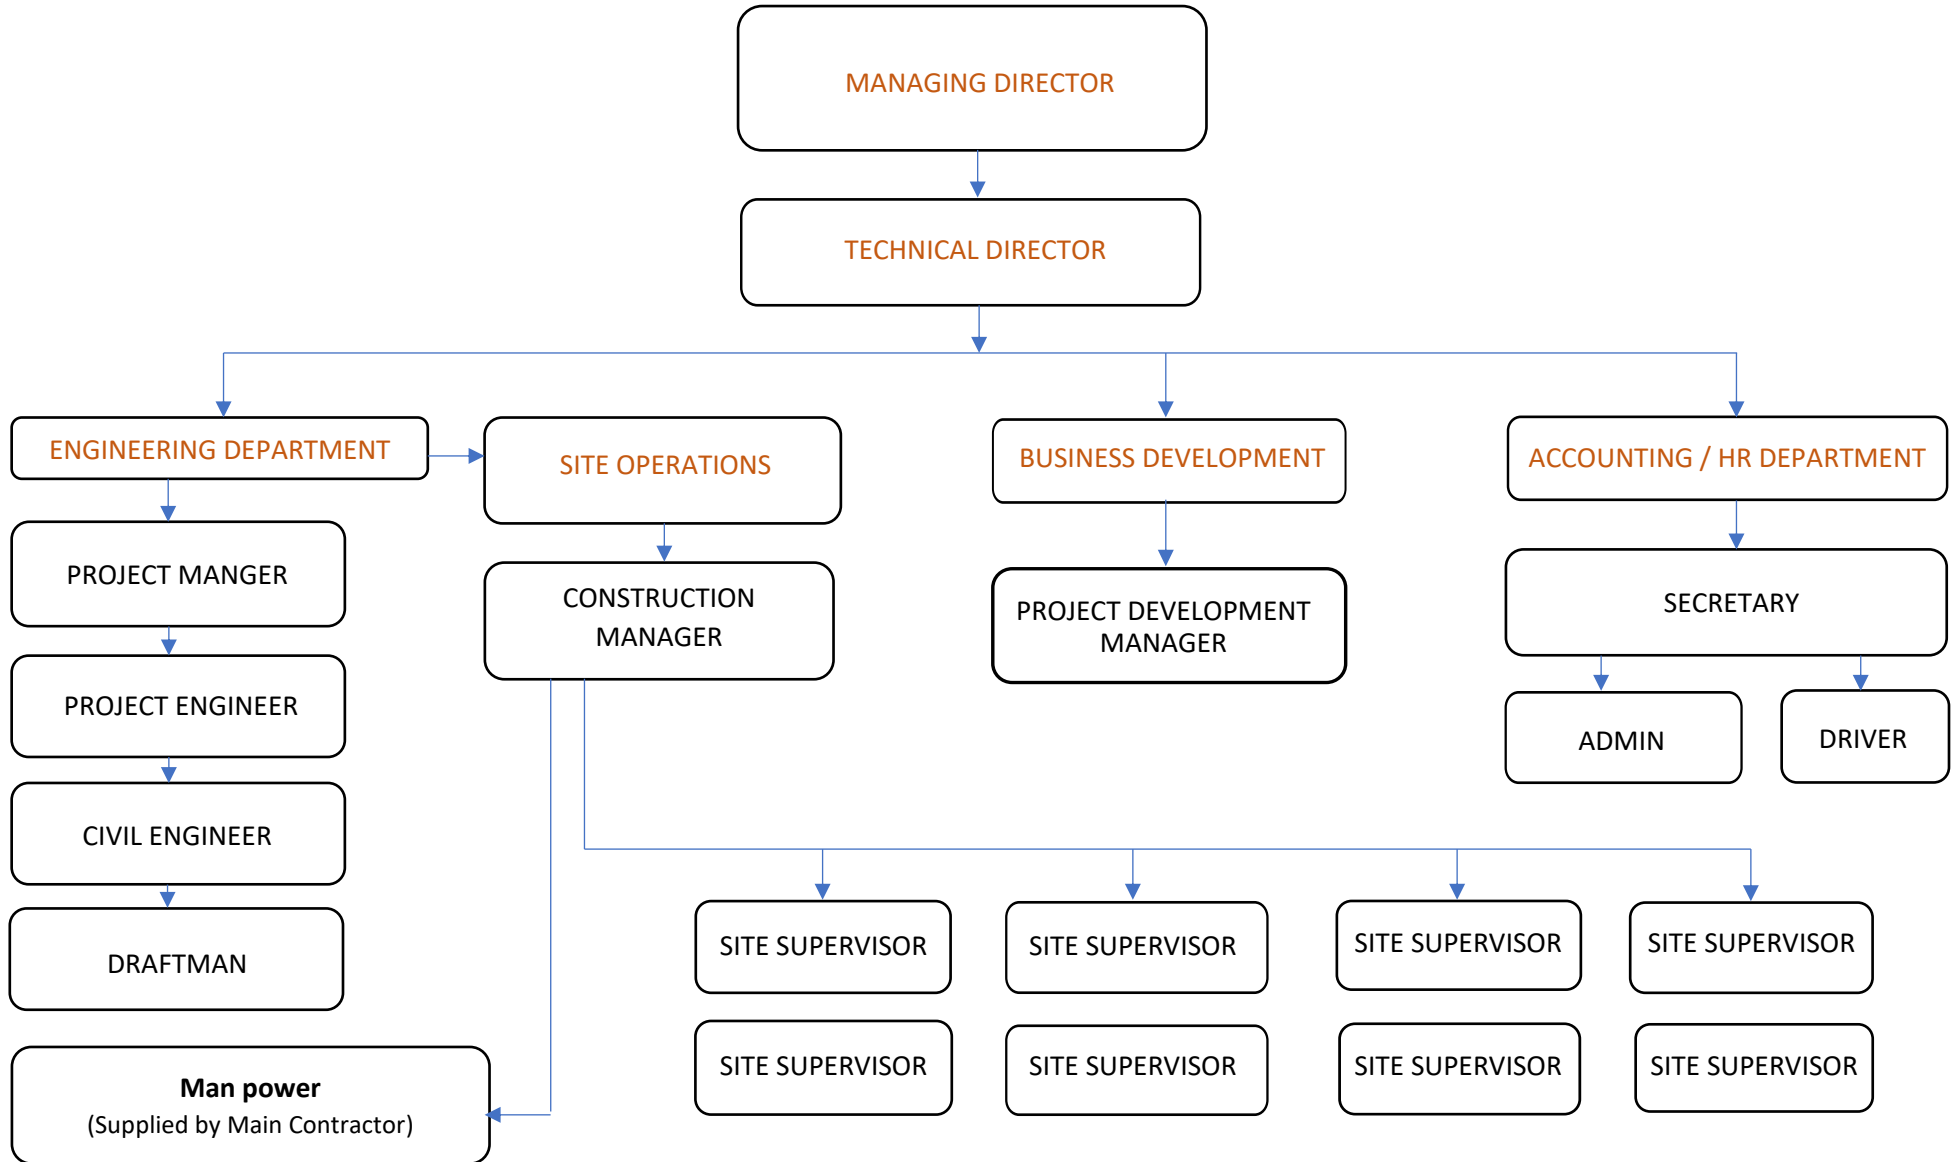 MANAGING DIRECTOR
TECHNICAL DIRECTOR
ENGINEERING DEPARTMENT
SITE OPERATIONS
BUSINESS DEVELOPMENT
ACCOUNTING / HR DEPARTMENT
PROJECT MANGER
CONSTRUCTION
MANAGER
PROJECT DEVELOPMENT
MANAGER
SECRETARY
PROJECT ENGINEER
ADMIN
DRIVER
CIVIL ENGINEER
DRAFTMAN
SITE SUPERVISOR
SITE SUPERVISOR
SITE SUPERVISOR
SITE SUPERVISOR
SITE SUPERVISOR
SITE SUPERVISOR
SITE SUPERVISOR
SITE SUPERVISOR
Man power
(Supplied by Main Contractor)